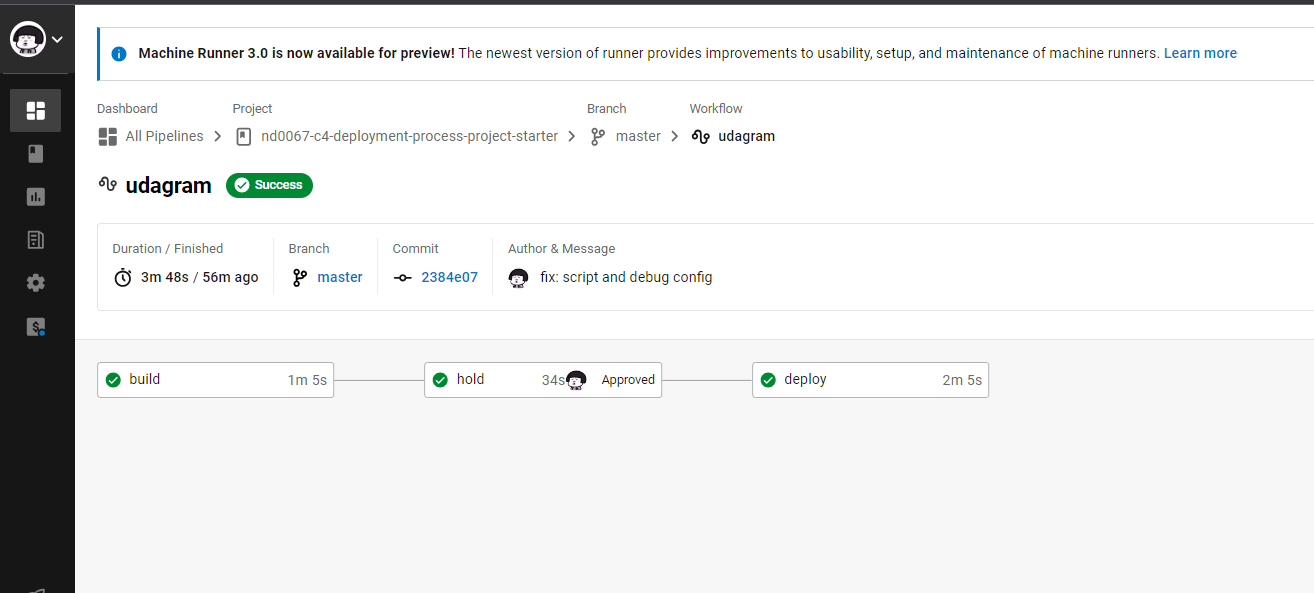 Machine Runner 3.0 is now available for preview! The newest version of runner provides improvements to usability, setup, and maintenance of machine runners. Learn more
Dashboard Project Branch Workflow
All Pipelines nd0067-c4-deployment-process-project-starter master udagram
udagram Success
Duration / Finished Branch Commit Author & Message
3m 48s / 56m ago master 2384e07 fix: script and debug config
build 1m 5s hold 34s Approved deploy 2m 5s